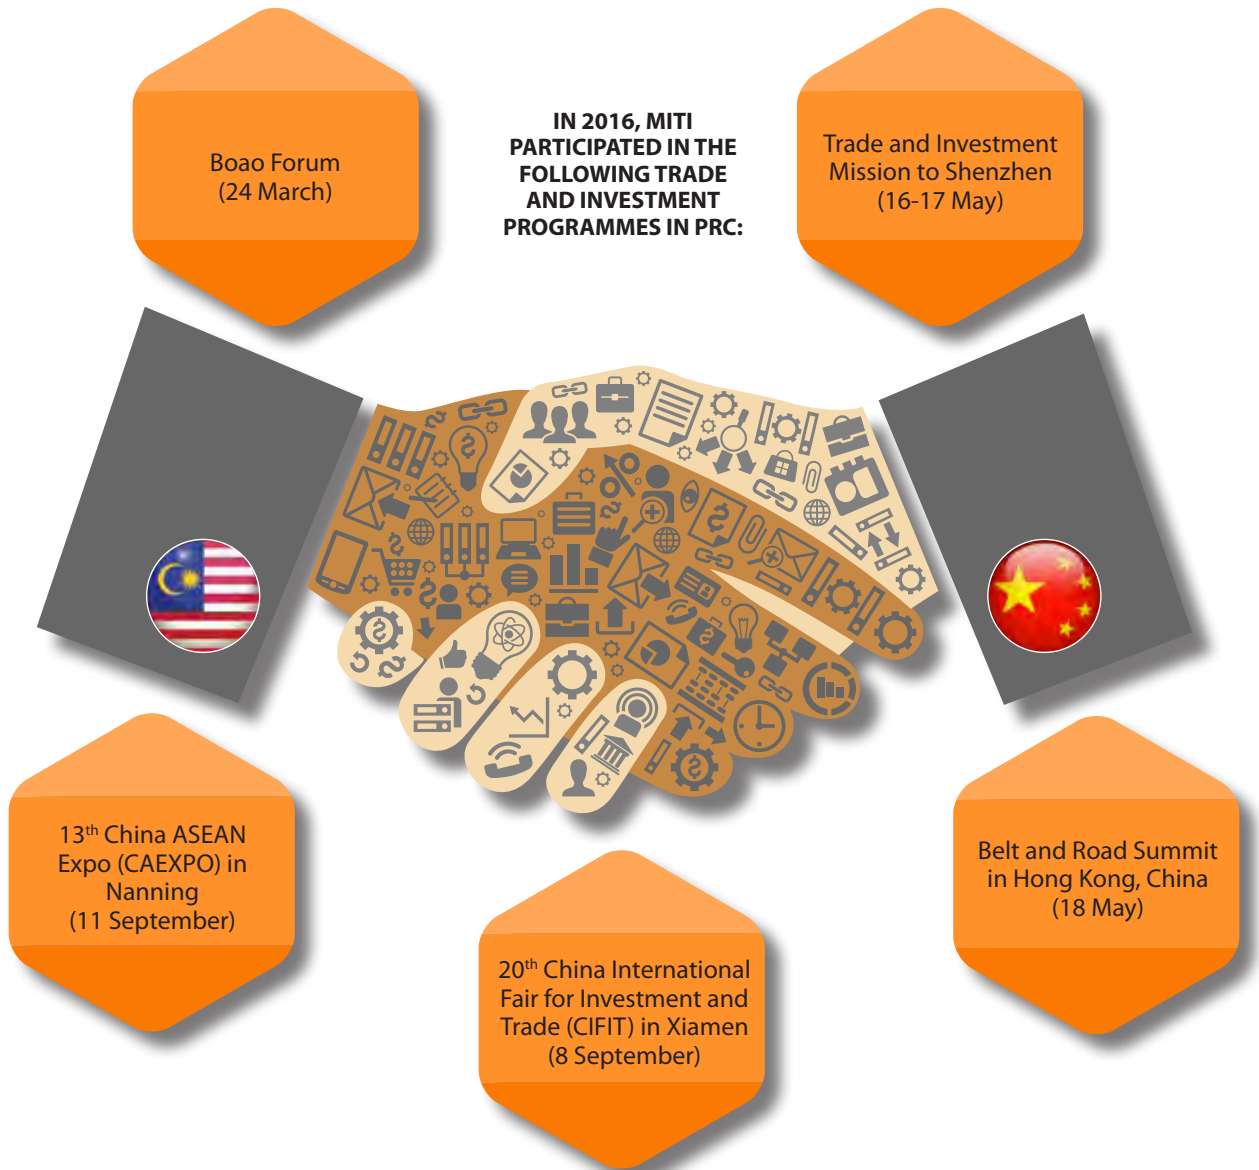 IN 2016, MITI
PARTICIPATED IN THE
FOLLOWING TRADE
AND INVESTMENT
PROGRAMMES IN PRC:
Boao Forum
(24 March)
Trade and Investment
Mission to Shenzhen
(16-17 May)
Belt and Road Summit
in Hong Kong, China
(18 May)
20th China International
Fair for Investment and
Trade (CIFIT) in Xiamen
(8 September)
13th China ASEAN
Expo (CAEXPO) in
Nanning
(11 September)